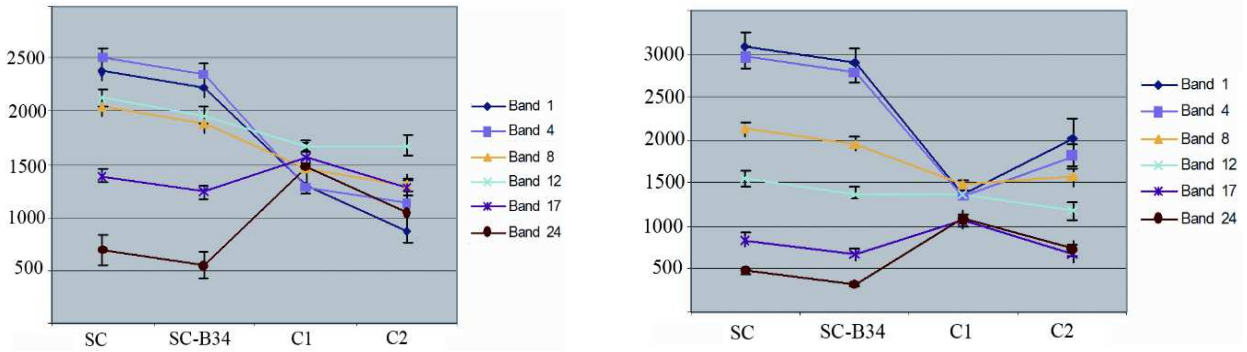 2500
2000
1500
1000
500
SC SC-B34 C1 C2
Band 1
Band 4
Band 8
Band 12
Band 17
Band 24
3000
2500
2000
1500
1000
500
SC SC-B34 C1 C2
Band 1
Band 4
Band 8
Band 12
Band 17
Band 24